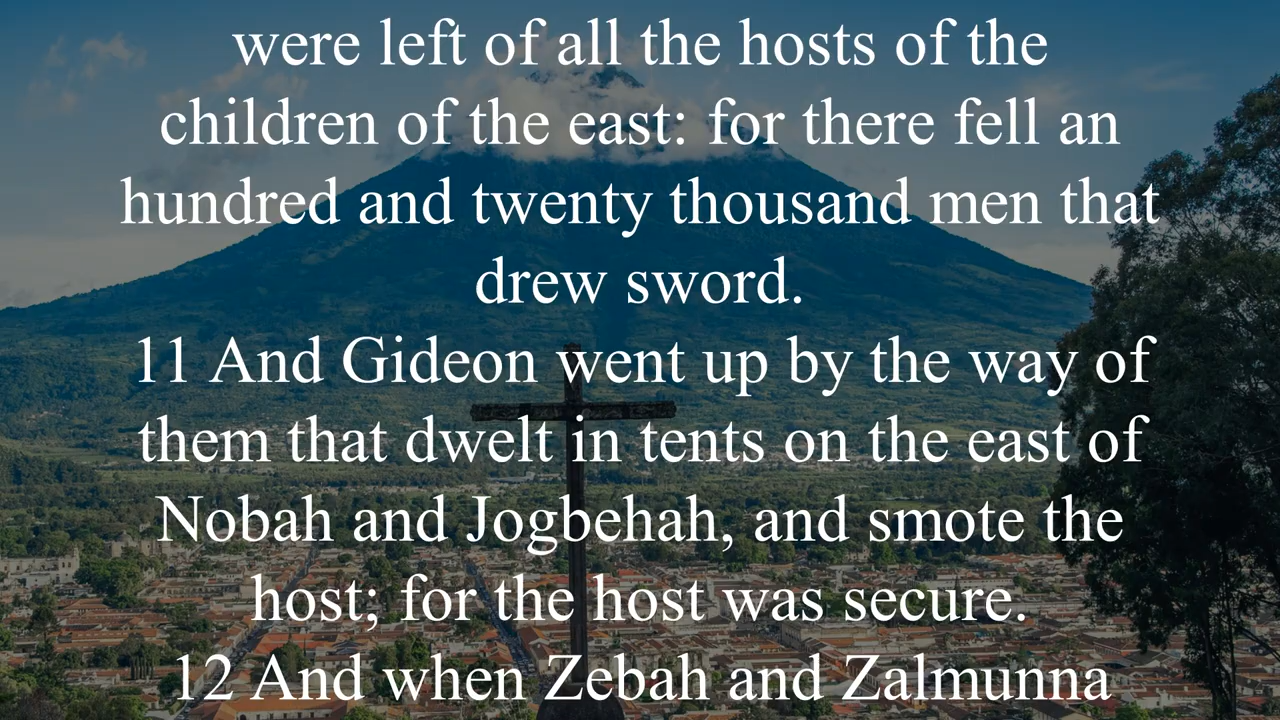 were left of all the hosts of the
children of the east: for there fell an
hundred and twenty thousand men that
drew sword.
11 And Gideon went up by the way of
them that dwelt in tents on the east of
Nobah and Jogbehah, and smote the
host; for the host was secure.
12 And when Zebah and Zalmunna